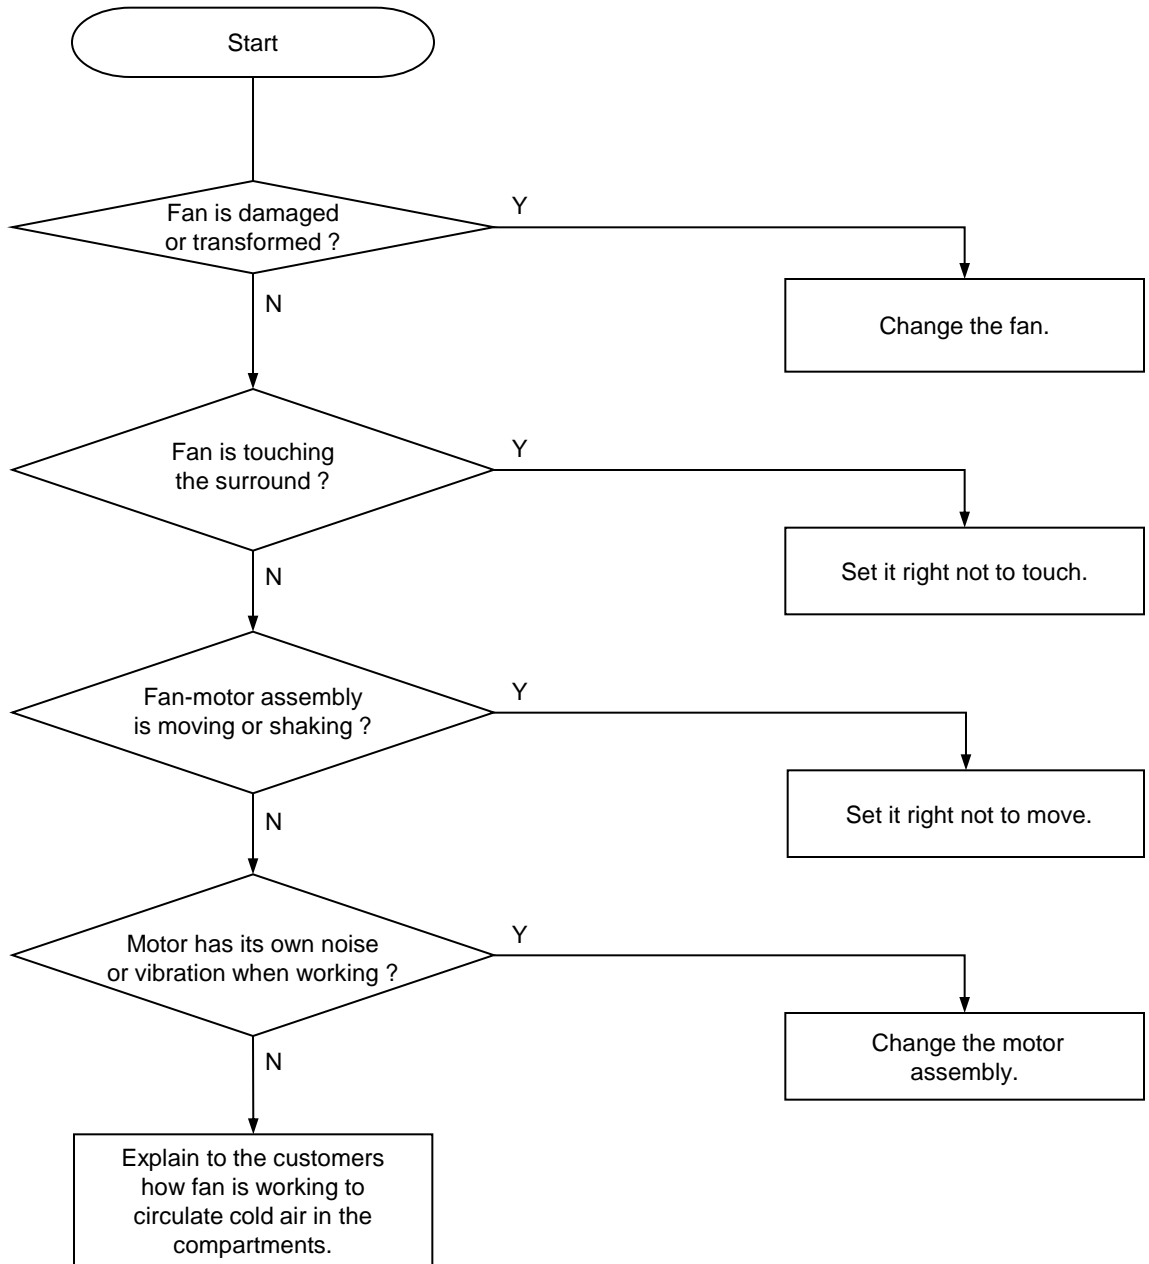 Start
Fan is damaged
or transformed ?
Y
N
Change the fan.
Fan is touching
the surround ?
Y
N
Set it right not to touch.
Fan-motor assembly
is moving or shaking ?
Y
N
Set it right not to move.
Motor has its own noise
or vibration when working ?
Y
N
Change the motor
assembly.
Explain to the customers
how fan is working to
circulate cold air in the
compartments.